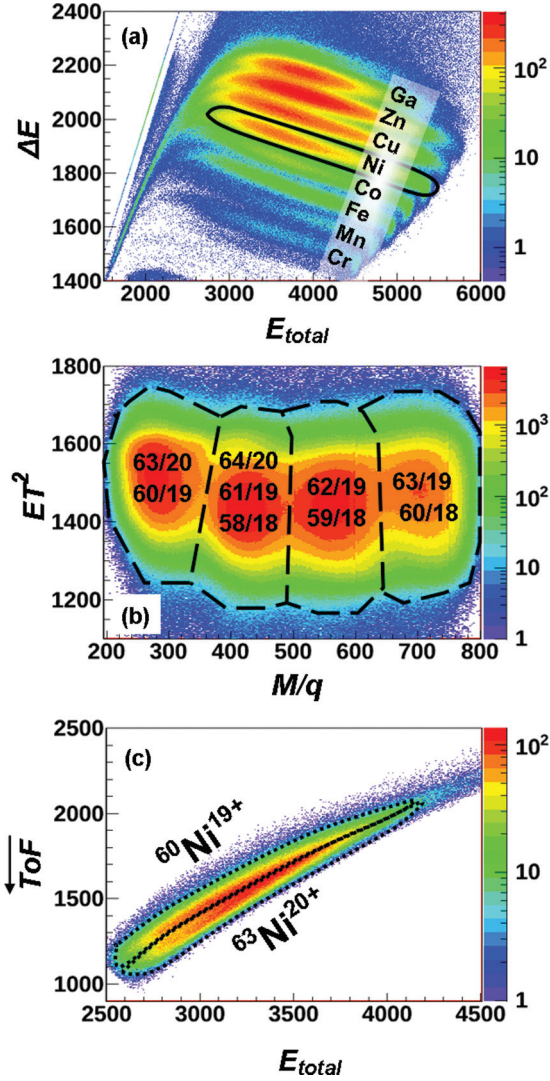 (a)
2200
2000
1800
1600
1400
ΔE
Ga
Zn
Cu
Ni
Co
Fe
Mn
Cr
10²
10
1
2000 3000 4000 5000 6000
E_total
1800
1600
1400
1200
ET²
63/20 64/20 62/19 63/19
60/19 61/19 59/18 60/18
58/18
(b)
10³
10²
10
1
200 300 400 500 600 700 800
M/q
2500
2000
1500
1000
ToF
(c)
⁶⁰Ni¹⁹⁺
⁶³Ni²⁰⁺
10²
10
1
2500 3000 3500 4000 4500
E_total